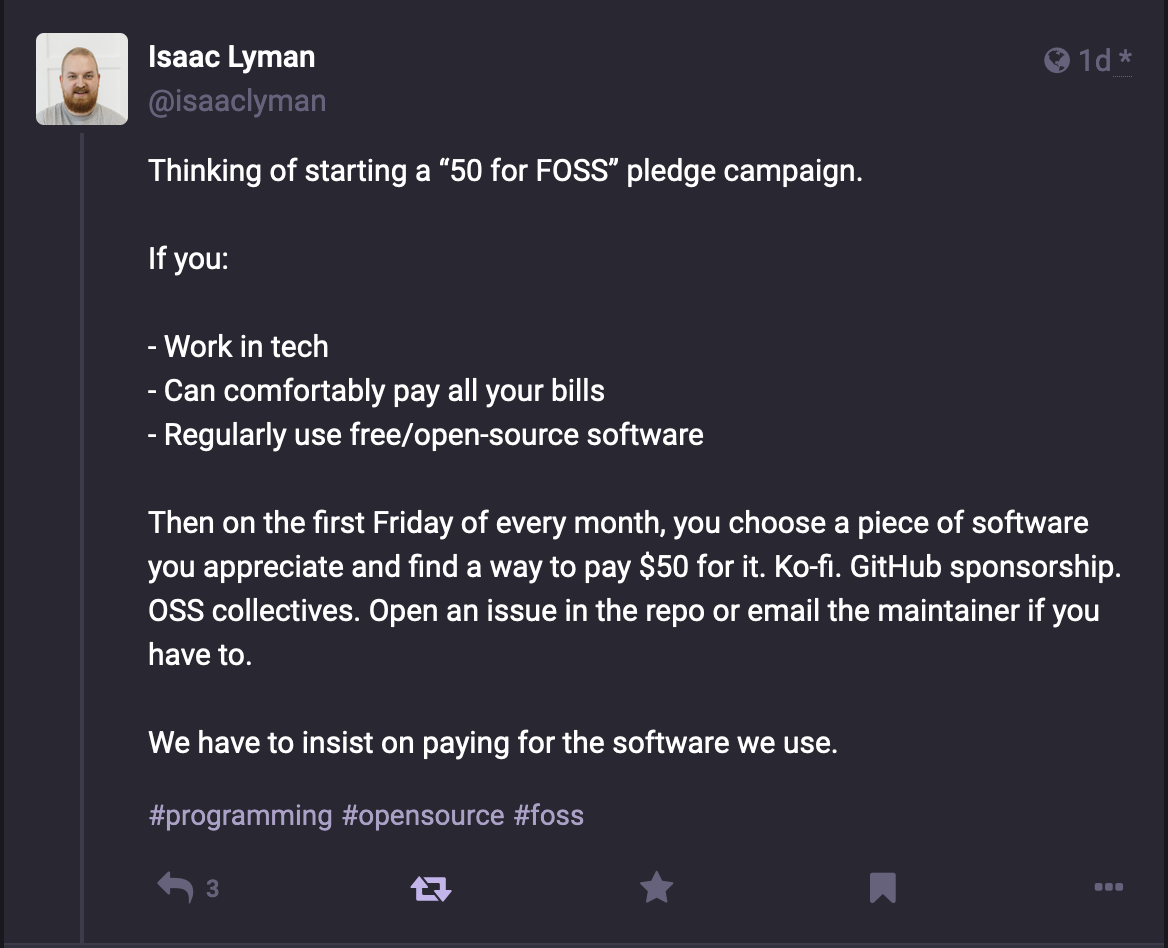 Isaac Lyman
1d *
@isaaclyman
Thinking of starting a “50 for FOSS” pledge campaign.
If you:
- Work in tech
- Can comfortably pay all your bills
- Regularly use free/open-source software
Then on the first Friday of every month, you choose a piece of software
you appreciate and find a way to pay $50 for it. Ko-fi. GitHub sponsorship.
OSS collectives. Open an issue in the repo or email the maintainer if you
have to.
We have to insist on paying for the software we use.
#programming #opensource #foss
3